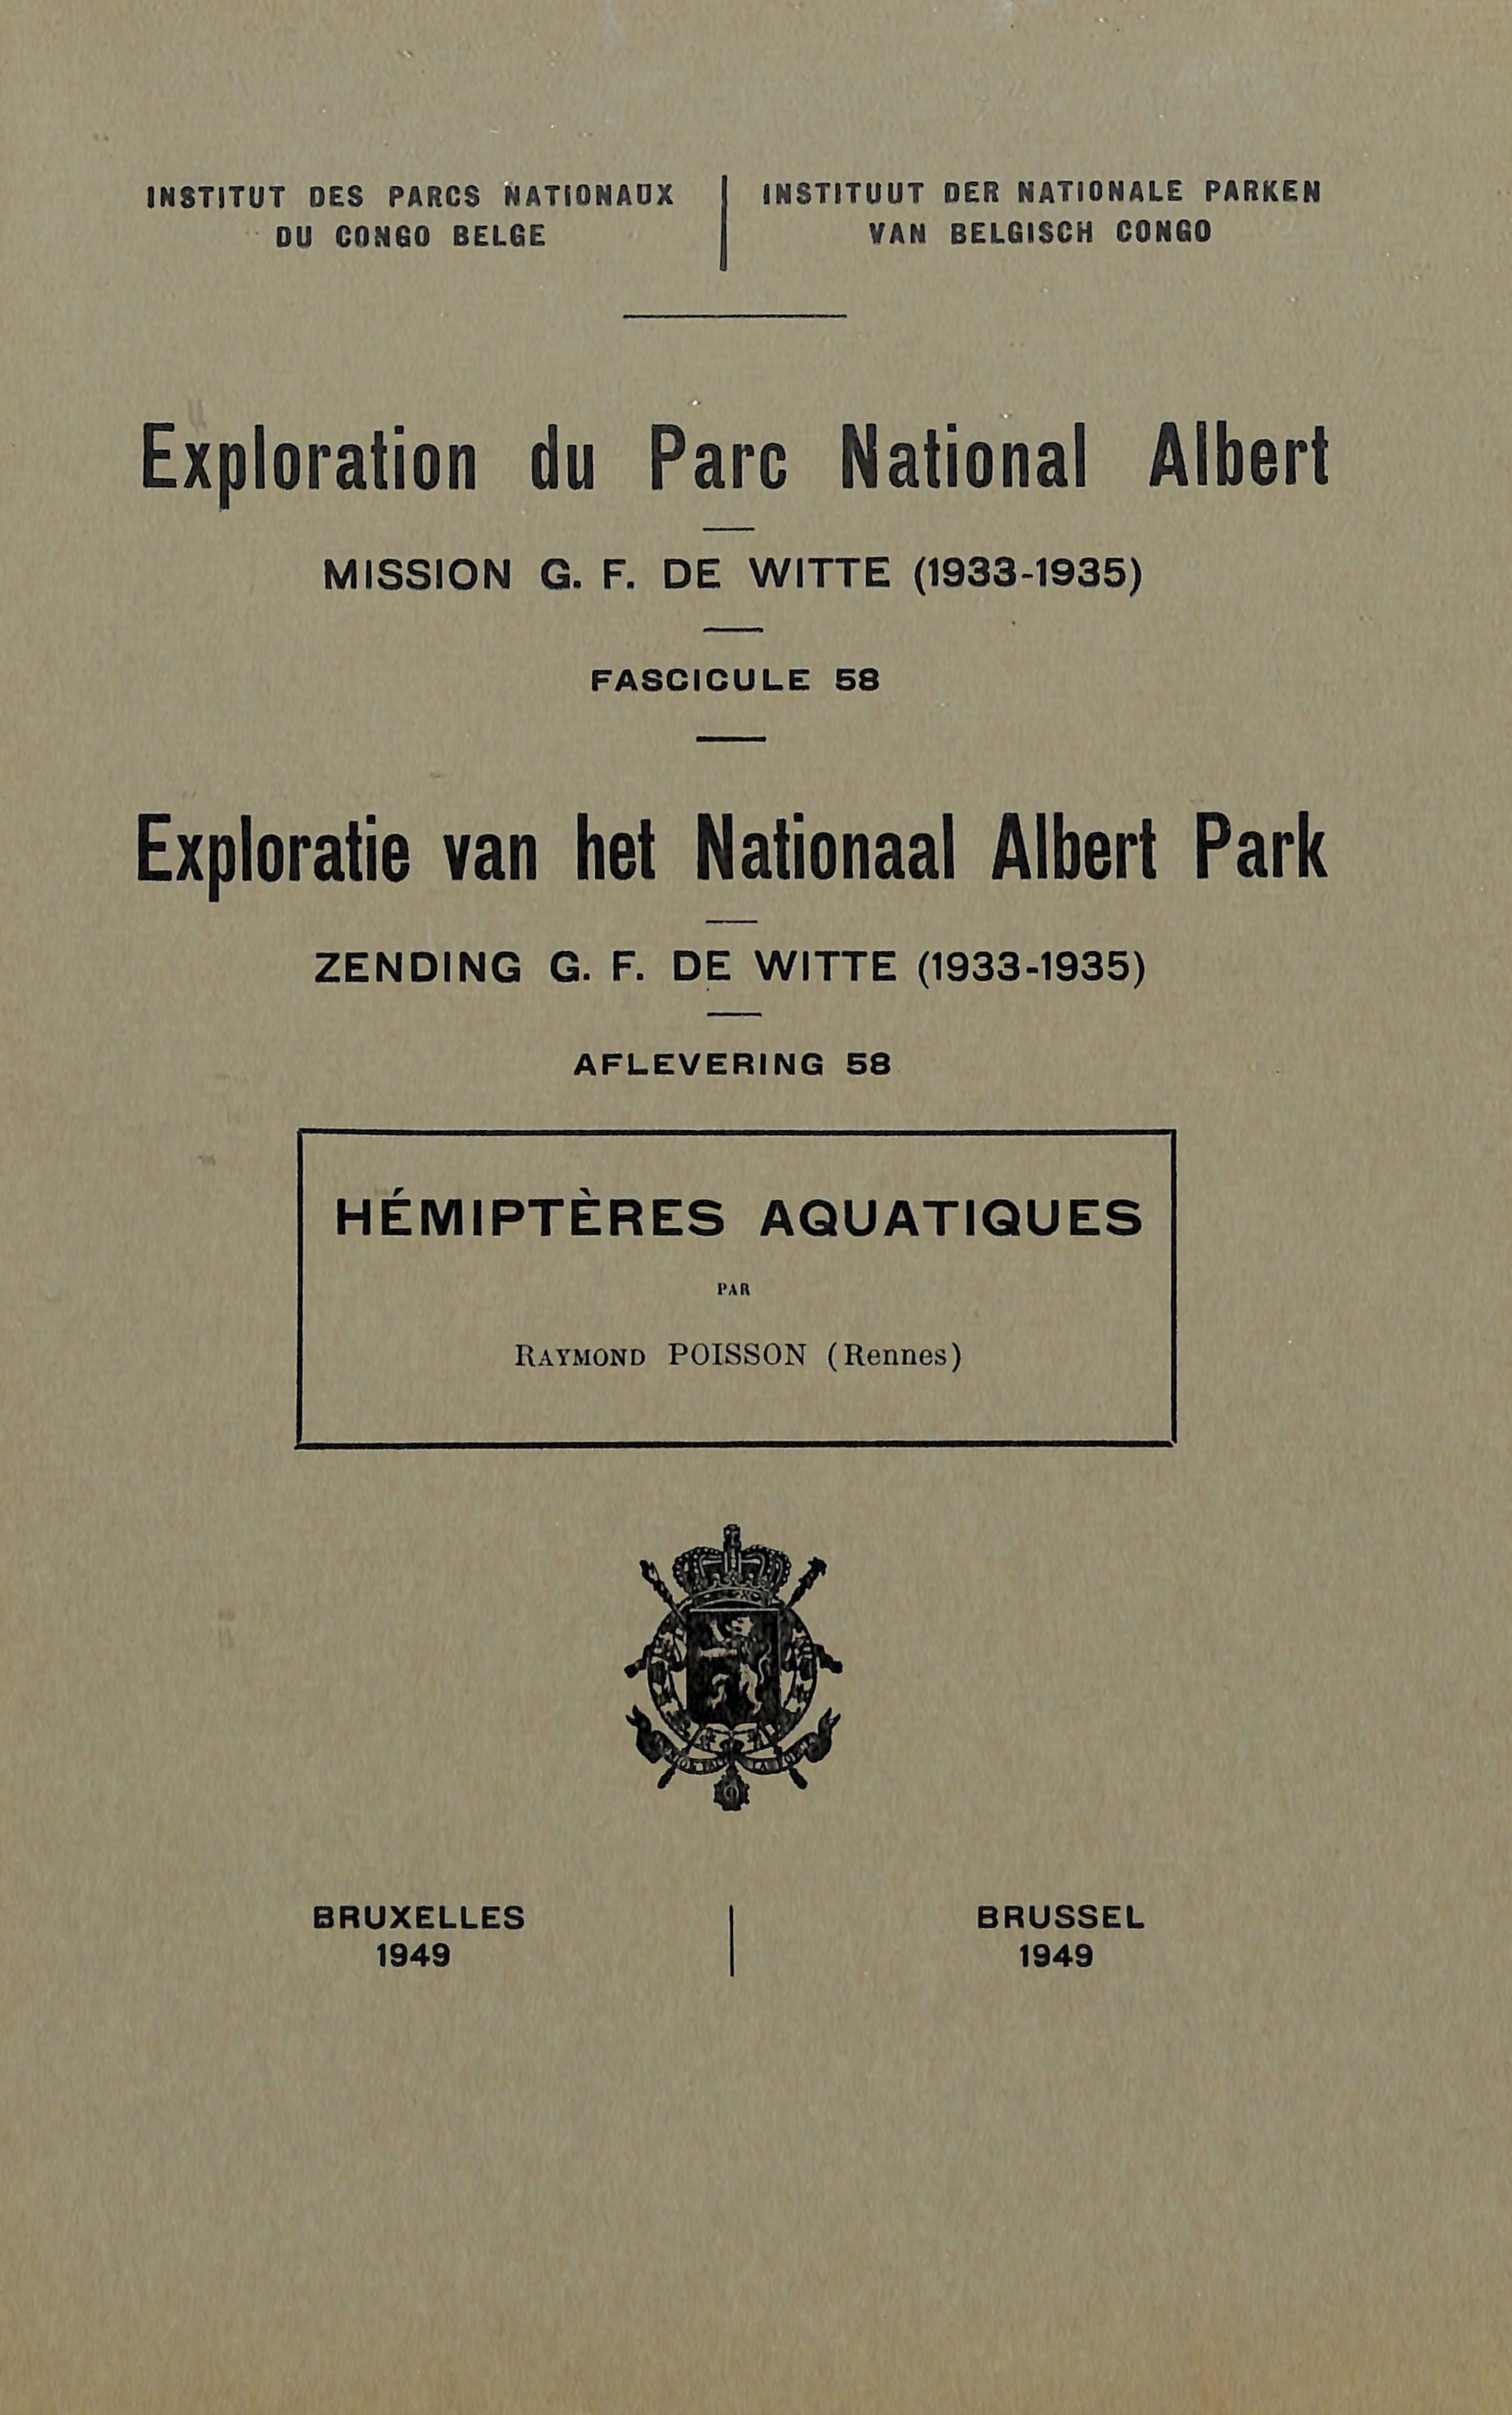 INSTITUT DES PARCS NATIONAUX
DU CONGO BELGE
INSTITUUT DER NATIONALE PARKEN
VAN BELGISCH CONGO
Exploration du Parc National Albert
MISSION G. F. DE WITTE (1933-1935)
FASCICULE 58
Exploratie van het Nationaal Albert Park
ZENDING G. F. DE WITTE (1933-1935)
AFLEVERING 58
HÉMIPTÈRES AQUATIQUES
PAR
RAYMOND POISSON (Rennes)
BRUXELLES
1949
BRUSSEL
1949